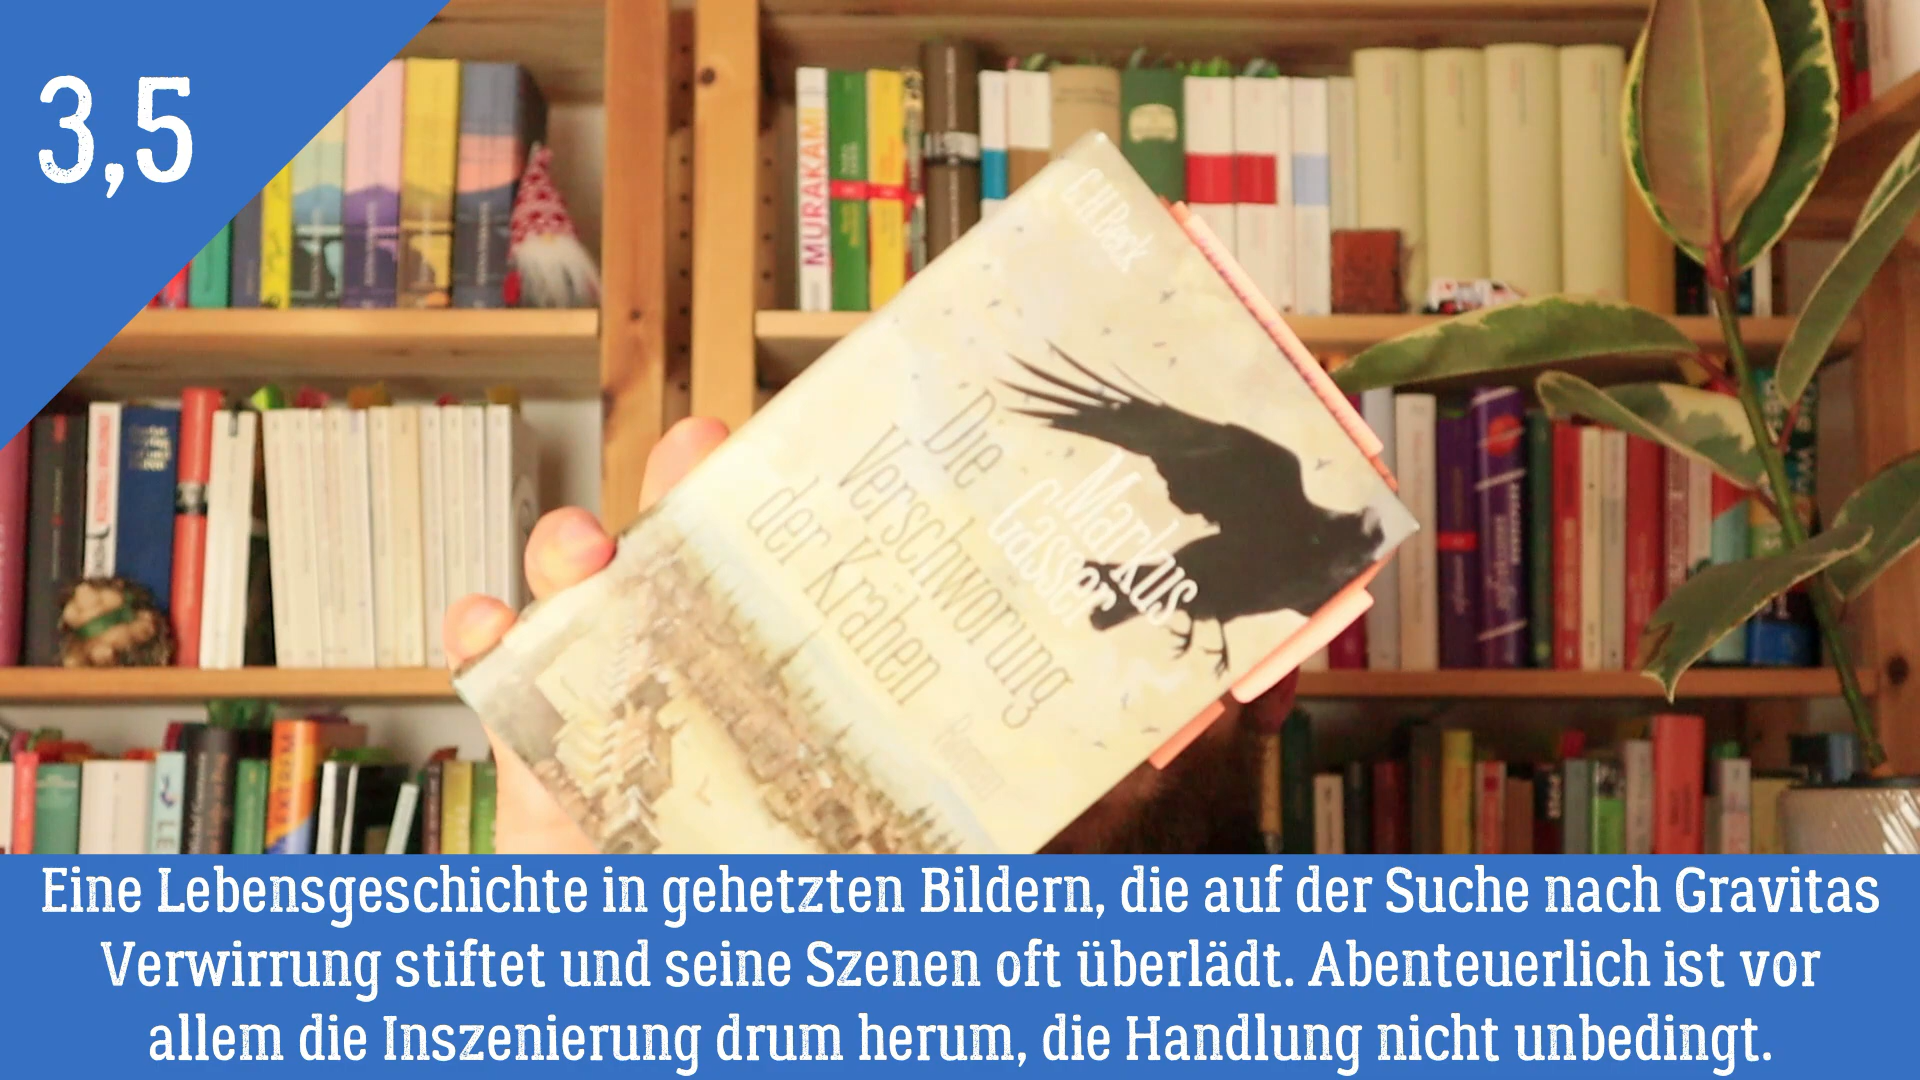 3,5
MURAKAMI
C.H.Beck
Markus
Gasser
Die
Verschwörung
der Krähen
Roman
EXTREM
Eine Lebensgeschichte in gehetzten Bildern, die auf der Suche nach Gravitas
Verwirrung stiftet und seine Szenen oft überlädt. Abenteuerlich ist vor
allem die Inszenierung drum herum, die Handlung nicht unbedingt.